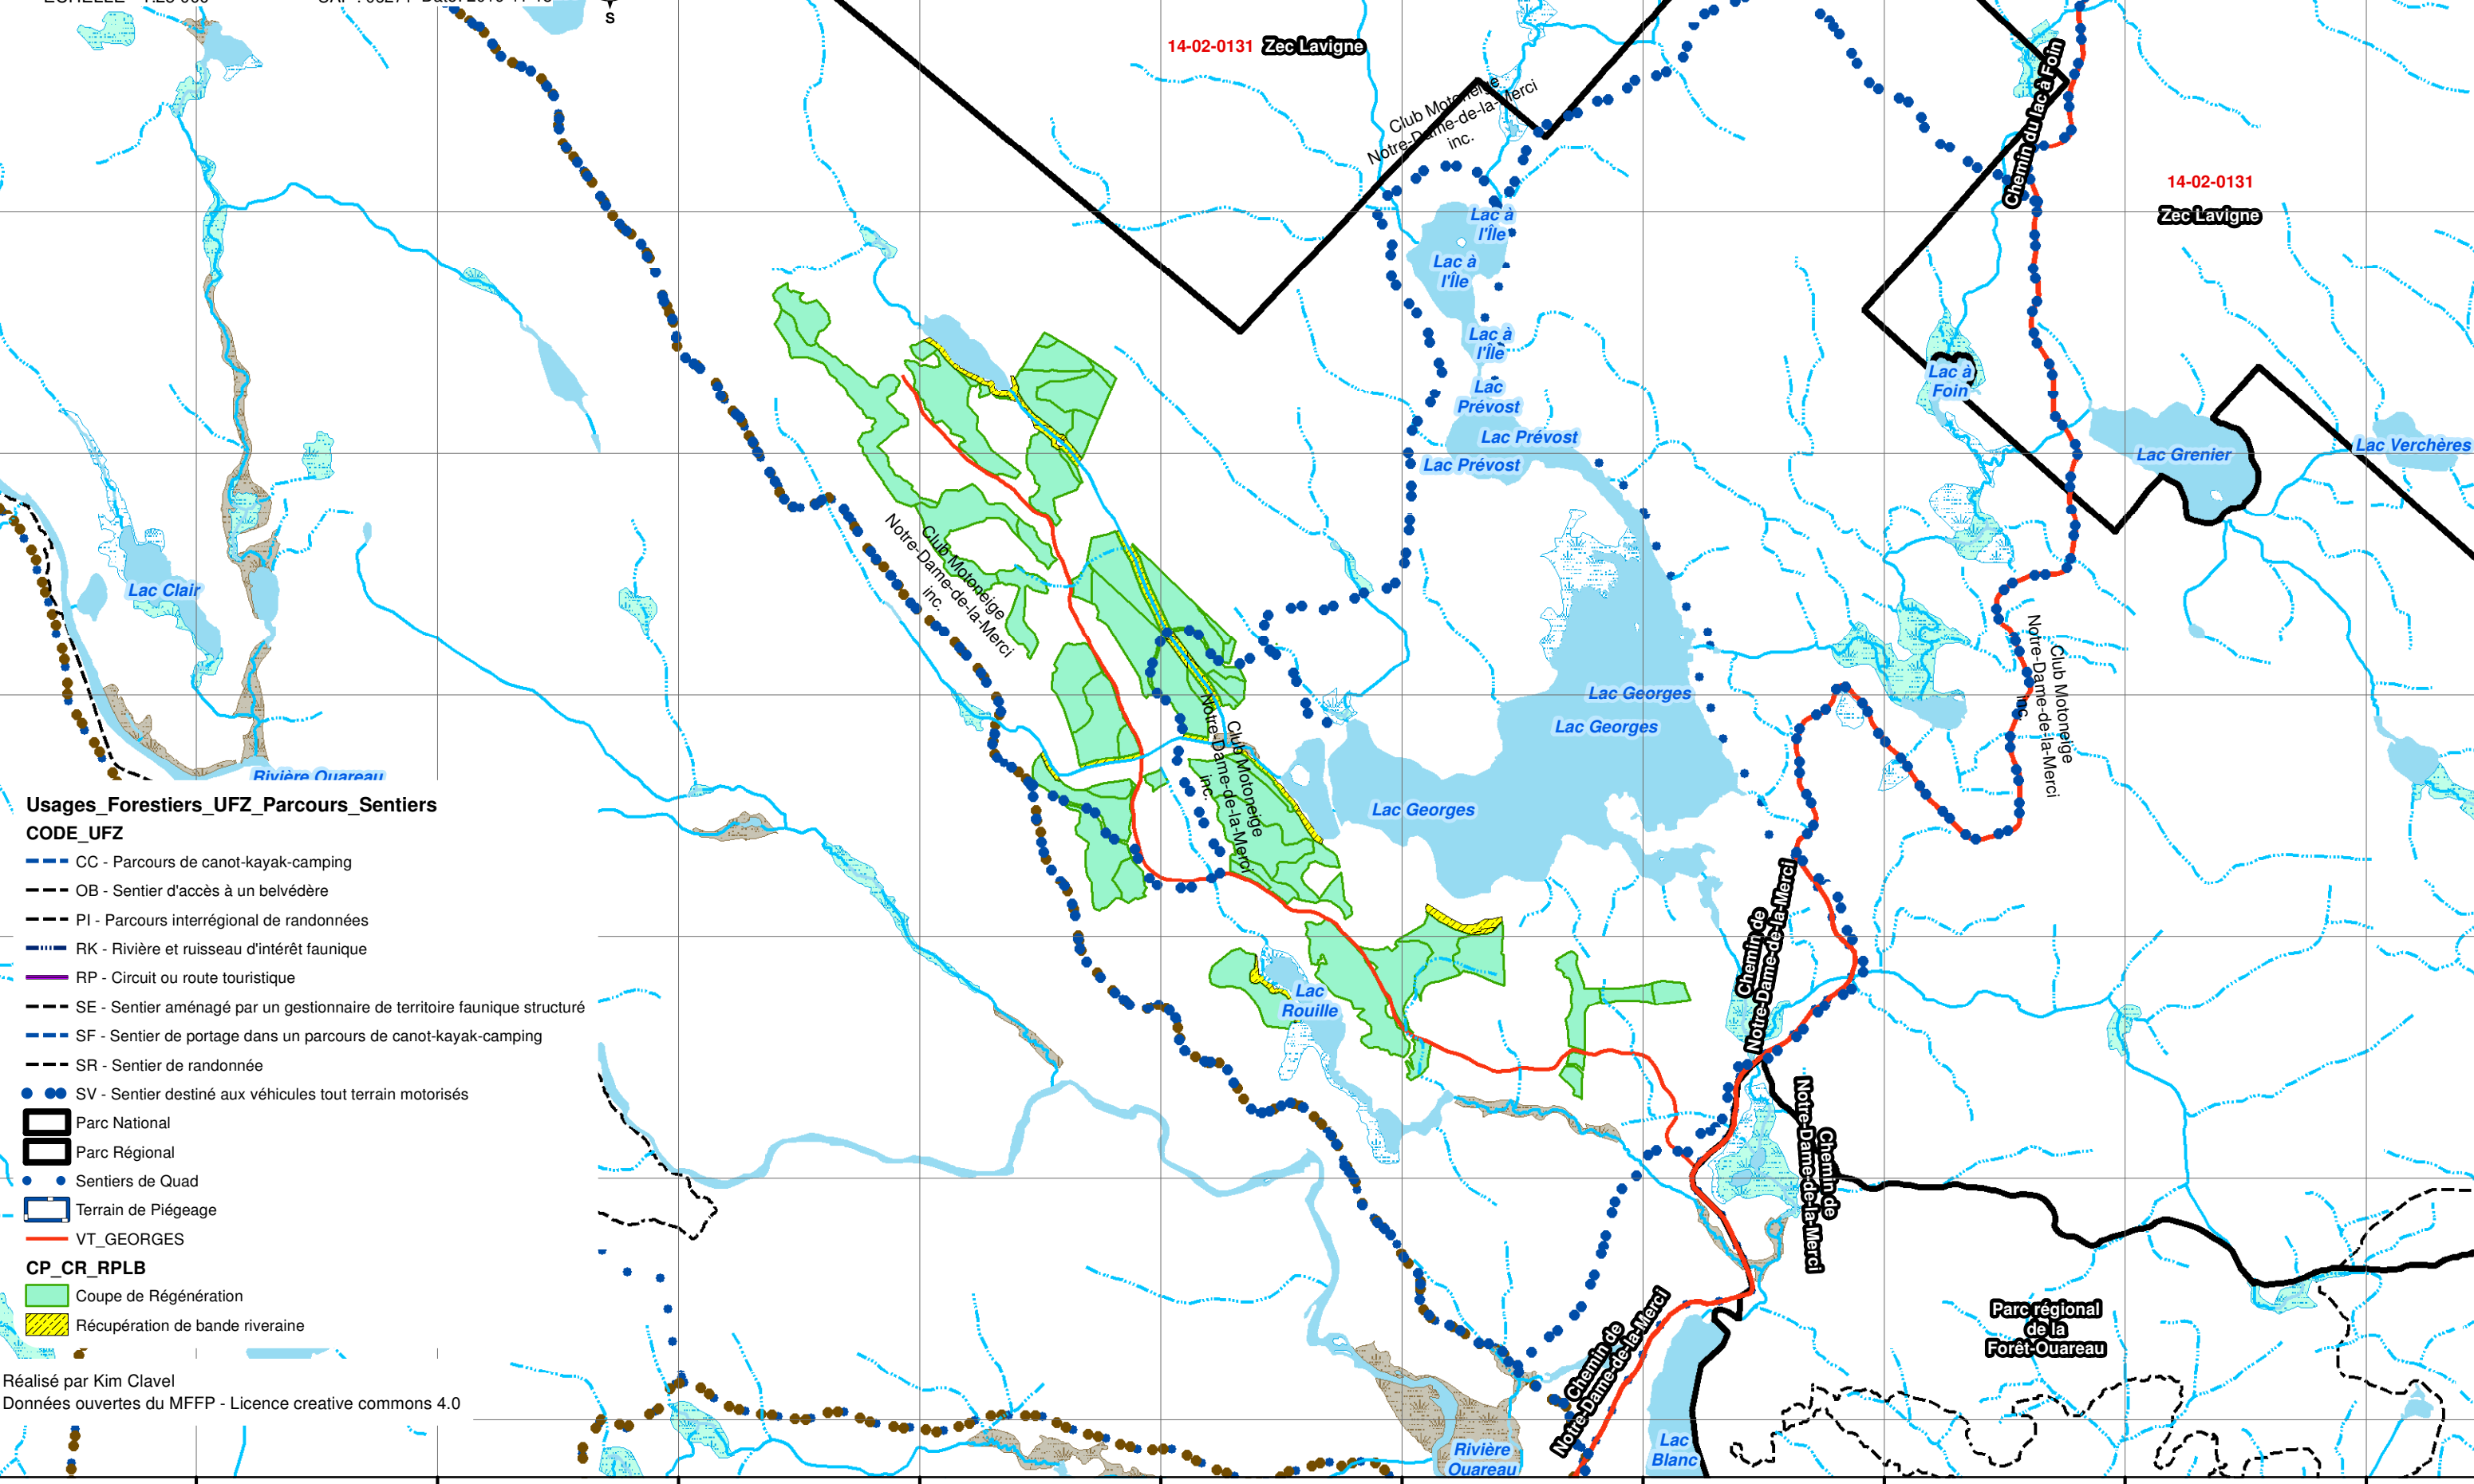 S
14-02-0131 Zec Lavigne
Club Motoneige
Notre-Dame-de-la-Merci
inc.
Chemin du lac à Foin
14-02-0131
Zec Lavigne
Lac à
l'Île
Lac à
l'Île
Lac à
l'Île
Lac
Prévost
Lac Prévost
Lac Prévost
Lac à
Foin
Lac Grenier
Lac Verchères
Lac Clair
Club Motoneige
Notre-Dame-de-la-Merci
inc.
Lac Georges
Lac Georges
Lac Georges
Club Motoneige
Notre-Dame-de-la-Merci
inc.
Club Motoneige
Notre-Dame-de-la-Merci
inc.
Rivière Ouareau
Usages_Forestiers_UFZ_Parcours_Sentiers
CODE_UFZ
CC - Parcours de canot-kayak-camping
OB - Sentier d'accès à un belvédère
PI - Parcours interrégional de randonnées
RK - Rivière et ruisseau d'intérêt faunique
RP - Circuit ou route touristique
SE - Sentier aménagé par un gestionnaire de territoire faunique structuré
SF - Sentier de portage dans un parcours de canot-kayak-camping
SR - Sentier de randonnée
SV - Sentier destiné aux véhicules tout terrain motorisés
Parc National
Parc Régional
Sentiers de Quad
Terrain de Piégeage
VT_GEORGES
CP_CR_RPLB
Coupe de Régénération
Récupération de bande riveraine
Réalisé par Kim Clavel
Données ouvertes du MFFP - Licence creative commons 4.0
Lac
Rouille
Chemin de
Notre-Dame-de-la-Merci
Chemin de
Notre-Dame-de-la-Merci
Chemin de
Notre-Dame-de-la-Merci
Parc régional
de la
Forêt-Ouareau
Rivière
Ouareau
Lac
Blanc